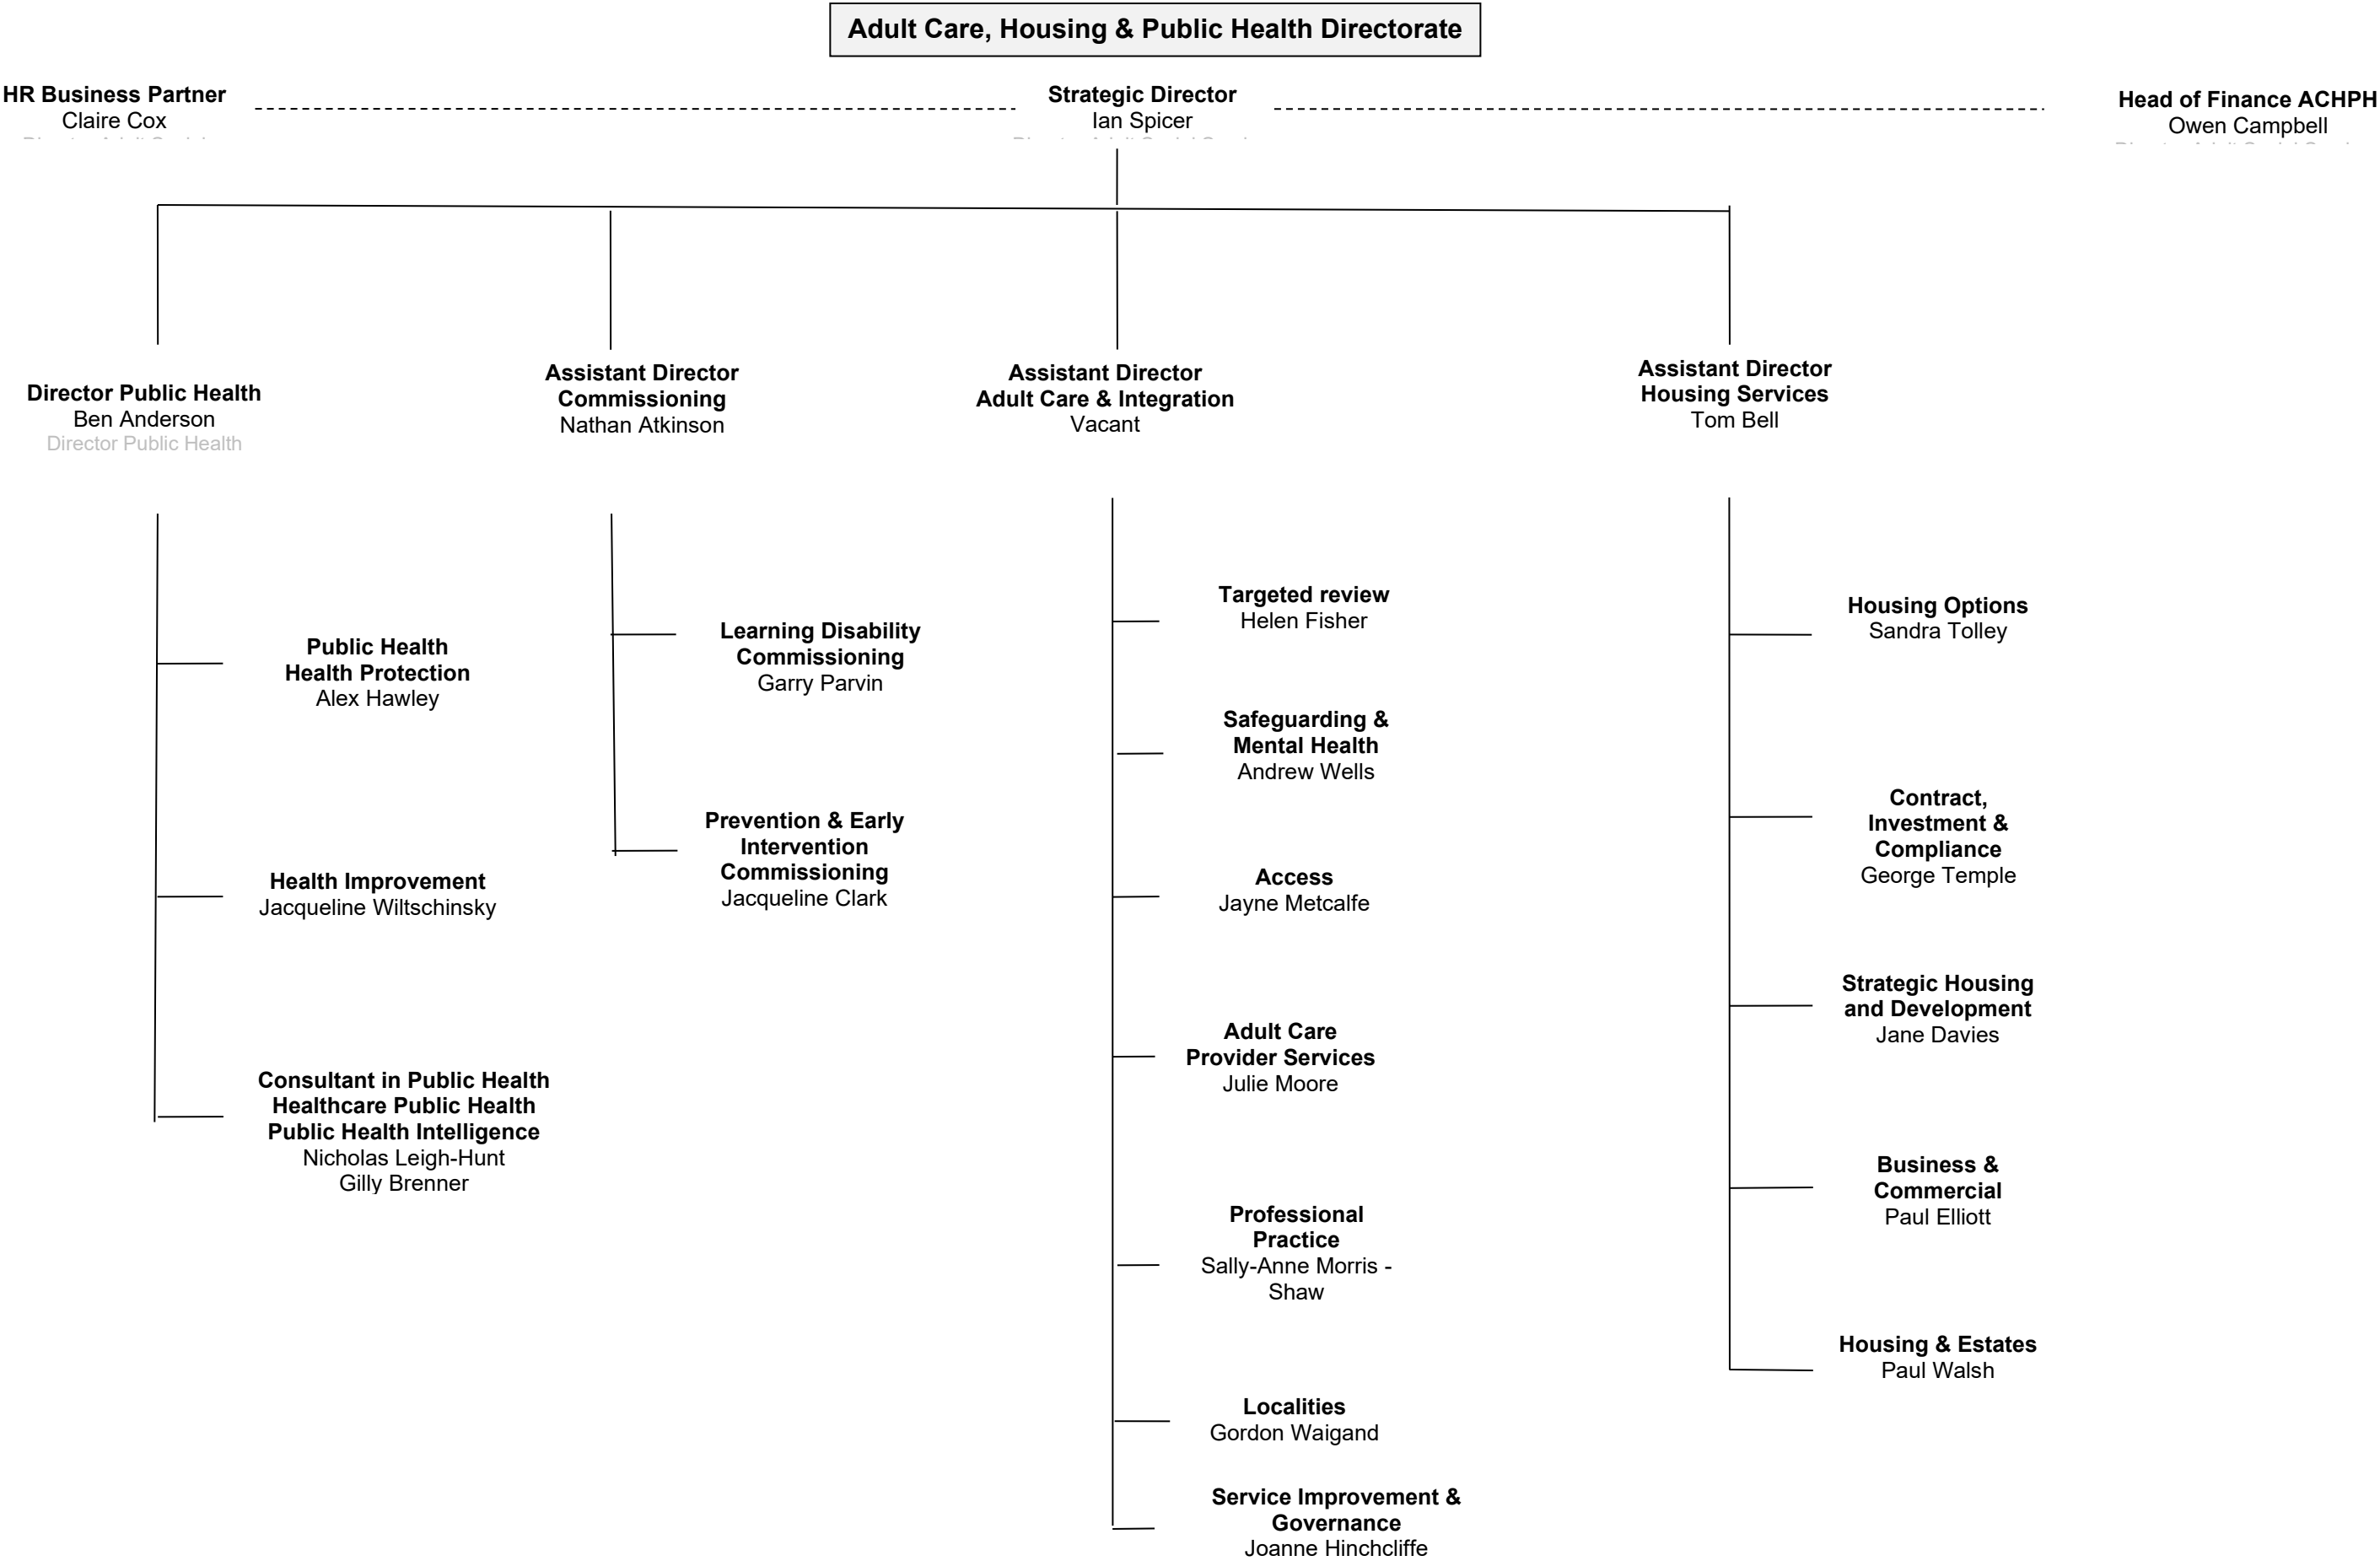 Adult Care, Housing & Public Health Directorate
HR Business Partner
Claire Cox
Strategic Director
Ian Spicer
Head of Finance ACHPH
Owen Campbell
Director Public Health
Ben Anderson
Director Public Health
Assistant Director
Commissioning
Nathan Atkinson
Assistant Director
Adult Care & Integration
Vacant
Assistant Director
Housing Services
Tom Bell
Public Health
Health Protection
Alex Hawley
Health Improvement
Jacqueline Wiltschinsky
Consultant in Public Health
Healthcare Public Health
Public Health Intelligence
Nicholas Leigh-Hunt
Gilly Brenner
Learning Disability
Commissioning
Garry Parvin
Prevention & Early
Intervention
Commissioning
Jacqueline Clark
Targeted review
Helen Fisher
Safeguarding &
Mental Health
Andrew Wells
Access
Jayne Metcalfe
Adult Care
Provider Services
Julie Moore
Professional
Practice
Sally-Anne Morris -
Shaw
Localities
Gordon Waigand
Service Improvement &
Governance
Joanne Hinchcliffe
Housing Options
Sandra Tolley
Contract,
Investment &
Compliance
George Temple
Strategic Housing
and Development
Jane Davies
Business &
Commercial
Paul Elliott
Housing & Estates
Paul Walsh